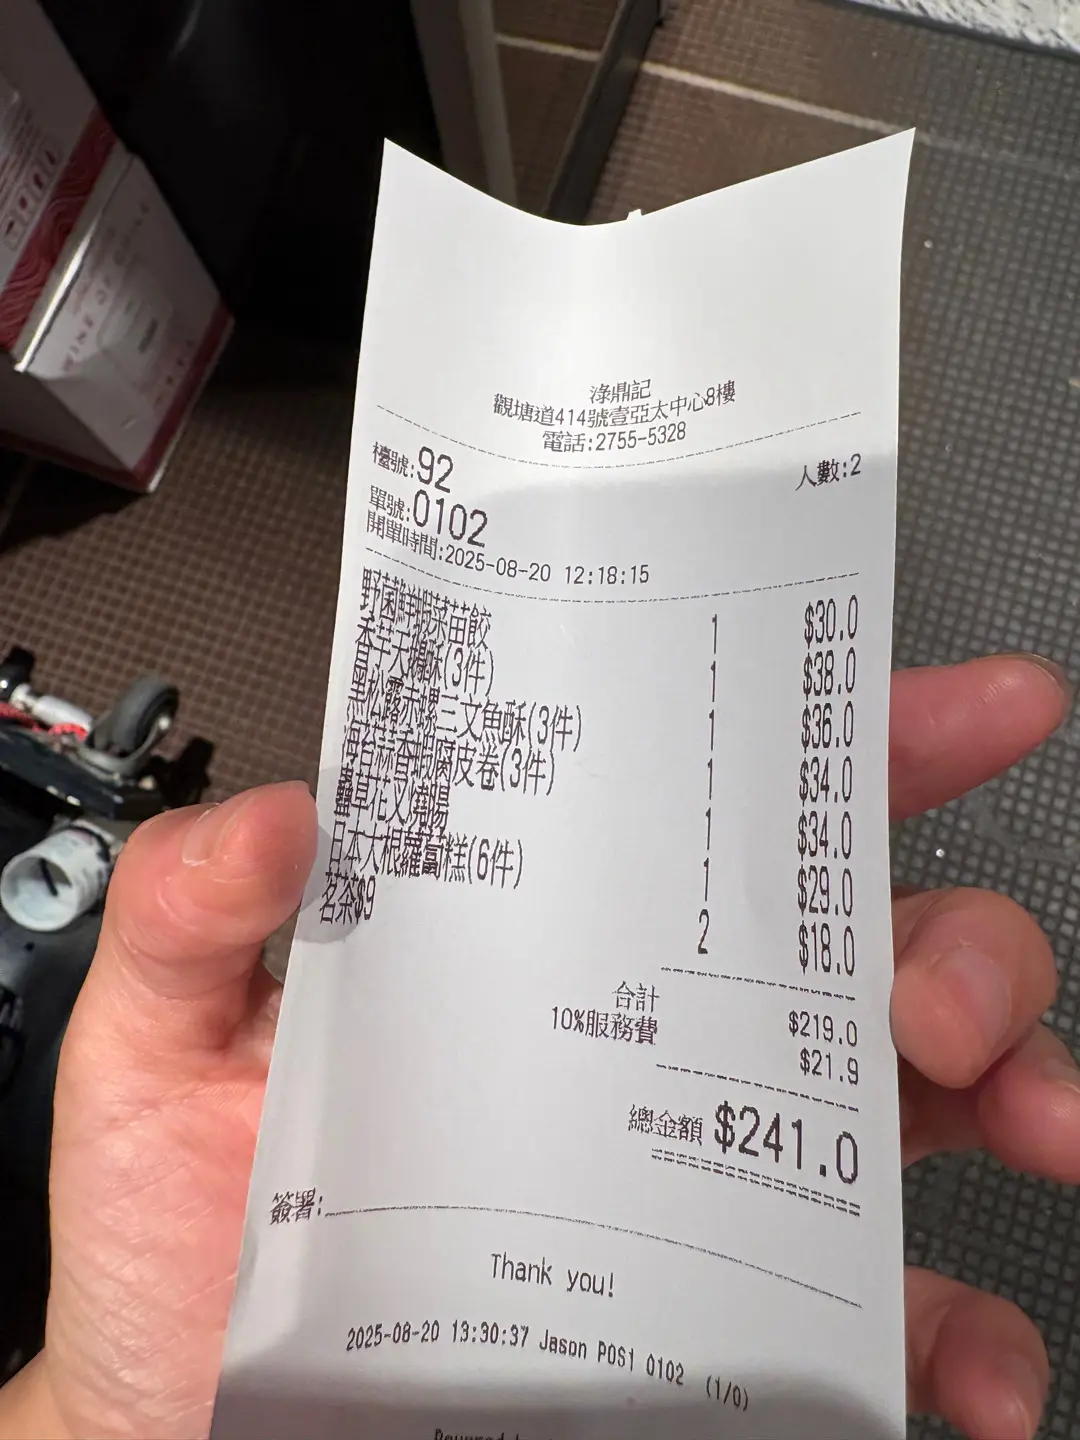 淥鼎記
觀塘道414號壹亞太中心8樓
電話:2755-5328
檯號:92 人數:2
單號:0102
開單時間:2025-08-20 12:18:15
野菌鮮蝦菜苗餃 1 $30.0
香芋天鵝酥(3件) 1 $38.0
黑松露赤螺三文魚酥(3件) 1 $36.0
海苔蒜香蝦腐皮卷(3件) 1 $34.0
蟲草花叉燒腸 1 $34.0
日本大根蘿蔔糕(6件) 1 $29.0
茗茶$9 2 $18.0
合計 $219.0
10%服務費 $21.9
總金額 $241.0
簽署:
Thank you!
2025-08-20 13:30:37 Jason POS1 0102 (1/0)
WINE